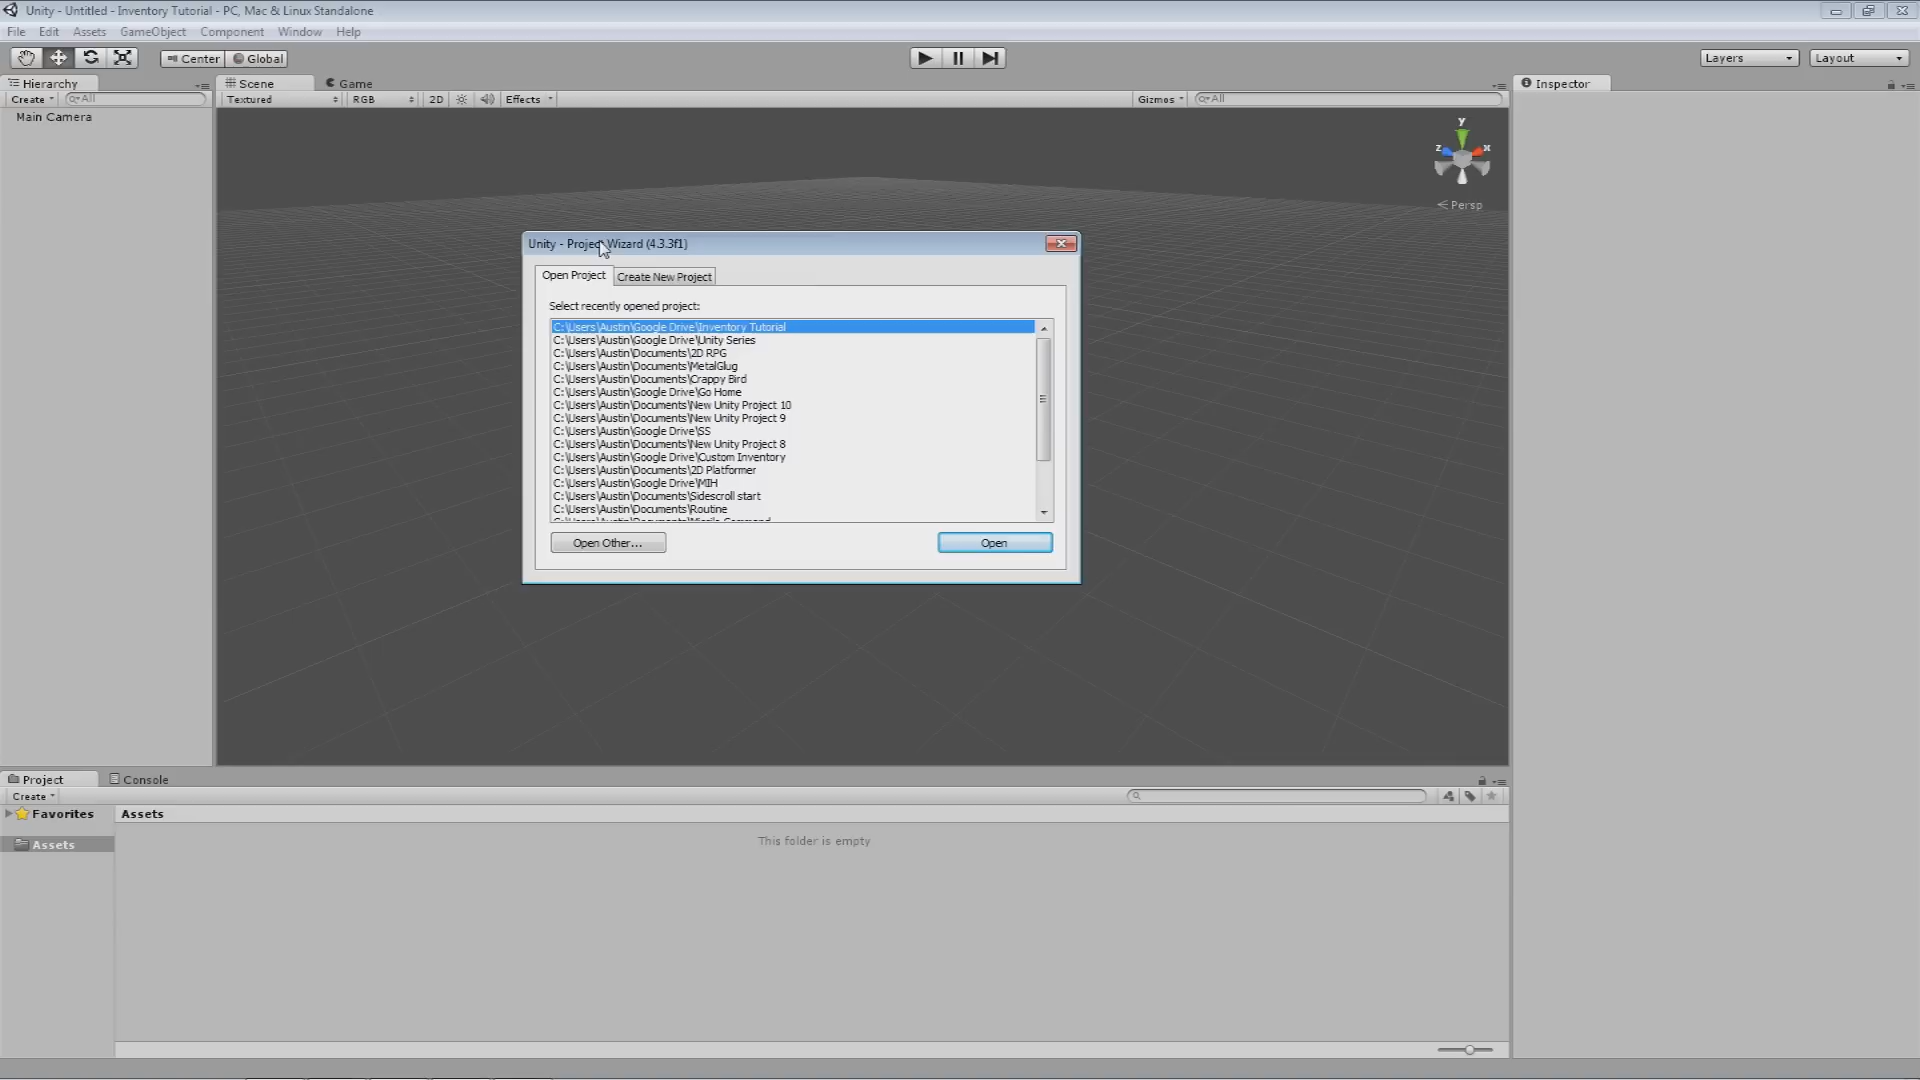 Unity - Untitled - Inventory Tutorial - PC, Mac & Linux Standalone
File Edit Assets GameObject Component Window Help
Center Global Layers Layout
Hierarchy Scene Game Inspector
Create All Textured RGB 2D Effects Gizmos All
Main Camera
y
z x
Persp
Unity - Project Wizard (4.3.3f1)
Open Project Create New Project
Select recently opened project:
C:\Users\Austin\Google Drive\Inventory Tutorial
C:\Users\Austin\Google Drive\Unity Series
C:\Users\Austin\Documents\2D RPG
C:\Users\Austin\Documents\MetalGlug
C:\Users\Austin\Documents\Crappy Bird
C:\Users\Austin\Google Drive\Go Home
C:\Users\Austin\Documents\New Unity Project 10
C:\Users\Austin\Documents\New Unity Project 9
C:\Users\Austin\Google Drive\SS
C:\Users\Austin\Documents\New Unity Project 8
C:\Users\Austin\Google Drive\Custom Inventory
C:\Users\Austin\Documents\2D Platformer
C:\Users\Austin\Google Drive\MIH
C:\Users\Austin\Documents\Sidescroll start
C:\Users\Austin\Documents\Routine
Open Other... Open
Project Console
Create
Favorites Assets
This folder is empty
Assets